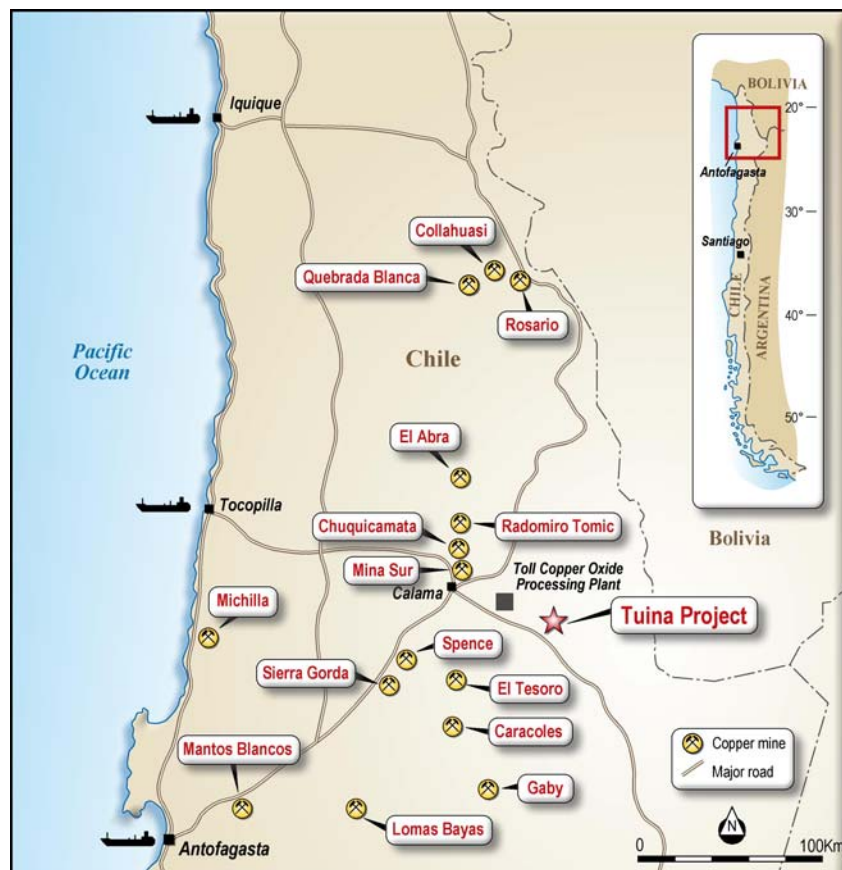 Iquique
BOLIVIA
20°
Antofagasta
30°
Santiago
CHILE
ARGENTINA
40°
50°
Collahuasi
Quebrada Blanca
Rosario
Pacific
Ocean
Chile
El Abra
Tocopilla
Chuquicamata
Radomiro Tomic
Bolivia
Mina Sur
Toll Copper Oxide
Processing Plant
Calama
Michilla
Tuina Project
Spence
Sierra Gorda
El Tesoro
Caracoles
Mantos Blancos
Copper mine
Major road
Gaby
Lomas Bayas
N
Antofagasta
0
100Km